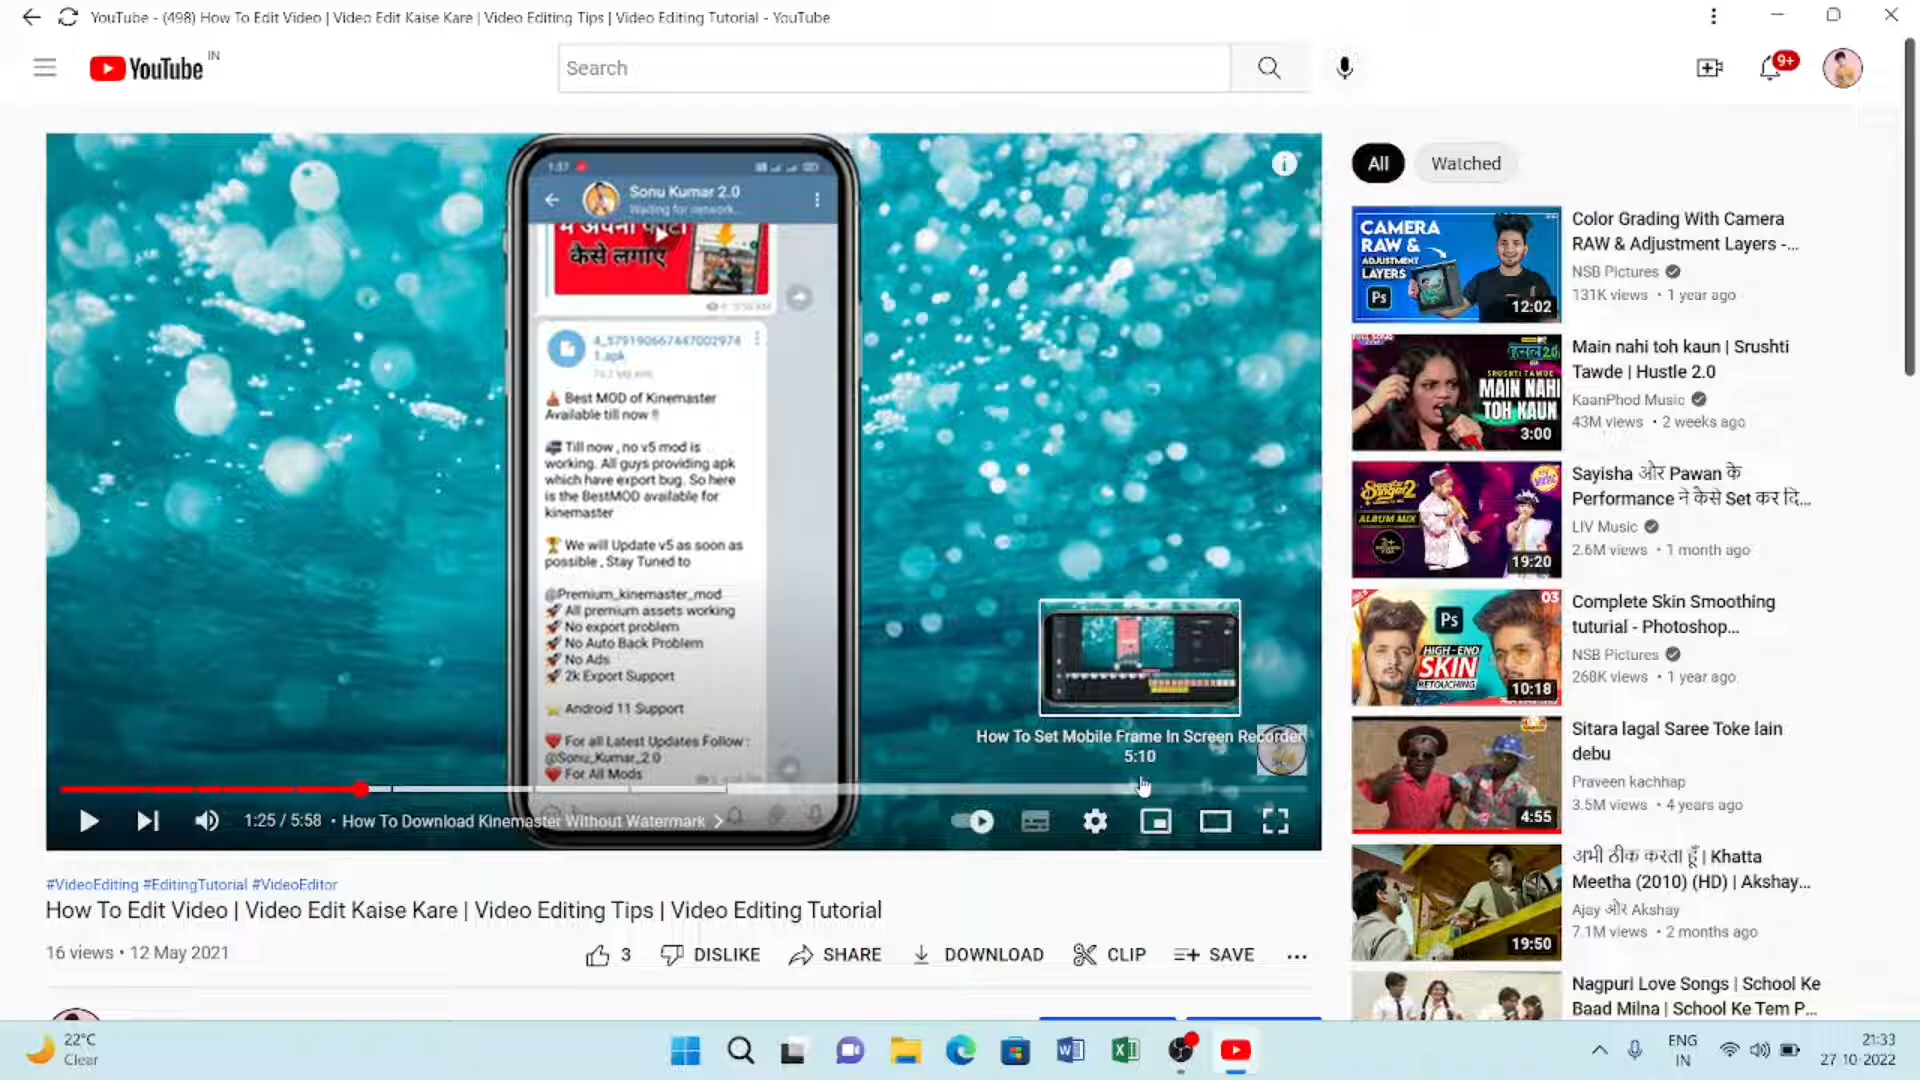 YouTube - (498) How To Edit Video | Video Edit Kaise Kare | Video Editing Tips | Video Editing Tutorial - YouTube
YouTube IN
Search
9+
1:37
Sonu Kumar 2.0
Waiting for network...
में अपनी फोटो
कैसे लगाए
4_579190667447002974
1.apk
Best MOD of Kinemaster
Available till now
Till now , no v5 mod is
working. All guys providing apk
which have export bug. So here
is the BestMOD available for
kinemaster
We will Update v5 as soon as
possible , Stay Tuned to
@Premium_kinemaster_mod
All premium assets working
No export problem
No Auto Back Problem
No Ads
2k Export Support
Android 11 Support
For all Latest Updates Follow :
@Sonu_Kumar_2.0
For All Mods
How To Set Mobile Frame In Screen Recorder
5:10
1:25 / 5:58 • How To Download Kinemaster Without Watermark
#VideoEditing #EditingTutorial #VideoEditor
How To Edit Video | Video Edit Kaise Kare | Video Editing Tips | Video Editing Tutorial
16 views • 12 May 2021
3 DISLIKE SHARE DOWNLOAD CLIP SAVE
All Watched
CAMERA
RAW &
ADJUSTMENT
LAYERS
Ps
12:02
Color Grading With Camera
RAW & Adjustment Layers -...
NSB Pictures
131K views • 1 year ago
FULL SONG
हसल 2.0
SRUSHTI TAWDE
MAIN NAHI
TOH KAUN
3:00
Main nahi toh kaun | Srushti
Tawde | Hustle 2.0
KaanPhod Music
43M views • 2 weeks ago
Superstar
Singer2
ALBUM MIX
19:20
Sayisha और Pawan के
Performance ने कैसे Set कर दि...
LIV Music
2.6M views • 1 month ago
03
Ps
HIGH-END
SKIN
RETOUCHING
10:18
Complete Skin Smoothing
tuturial - Photoshop...
NSB Pictures
268K views • 1 year ago
4:55
Sitara lagal Saree Toke lain
debu
Praveen kachhap
3.5M views • 4 years ago
19:50
अभी ठीक करता हूँ | Khatta
Meetha (2010) (HD) | Akshay...
Ajay और Akshay
7.1M views • 2 months ago
Nagpuri Love Songs | School Ke
Baad Milna | School Ke Tem P...
22°C
Clear
ENG
IN
21:33
27-10-2022